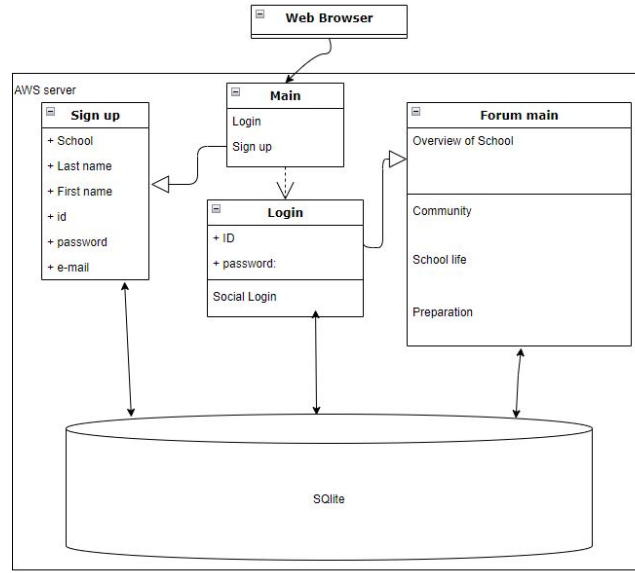 Web Browser
AWS server
Main
Login
Sign up
Sign up
+ School
+ Last name
+ First name
+ id
+ password
+ e-mail
Login
+ ID
+ password:
Social Login
Forum main
Overview of School
Community
School life
Preparation
SQlite